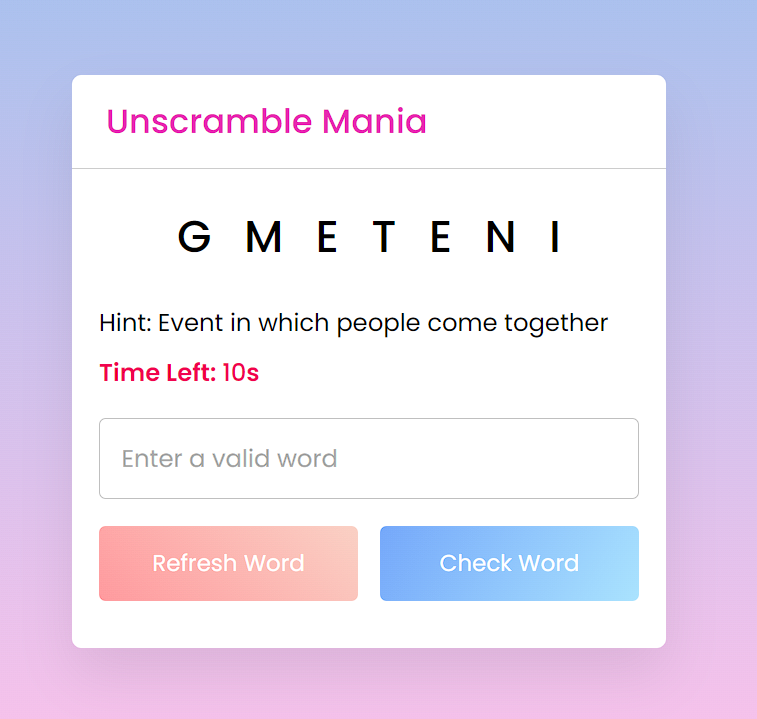 Unscramble Mania
G M E T E N I
Hint: Event in which people come together
Time Left: 10s
Enter a valid word
Refresh Word
Check Word